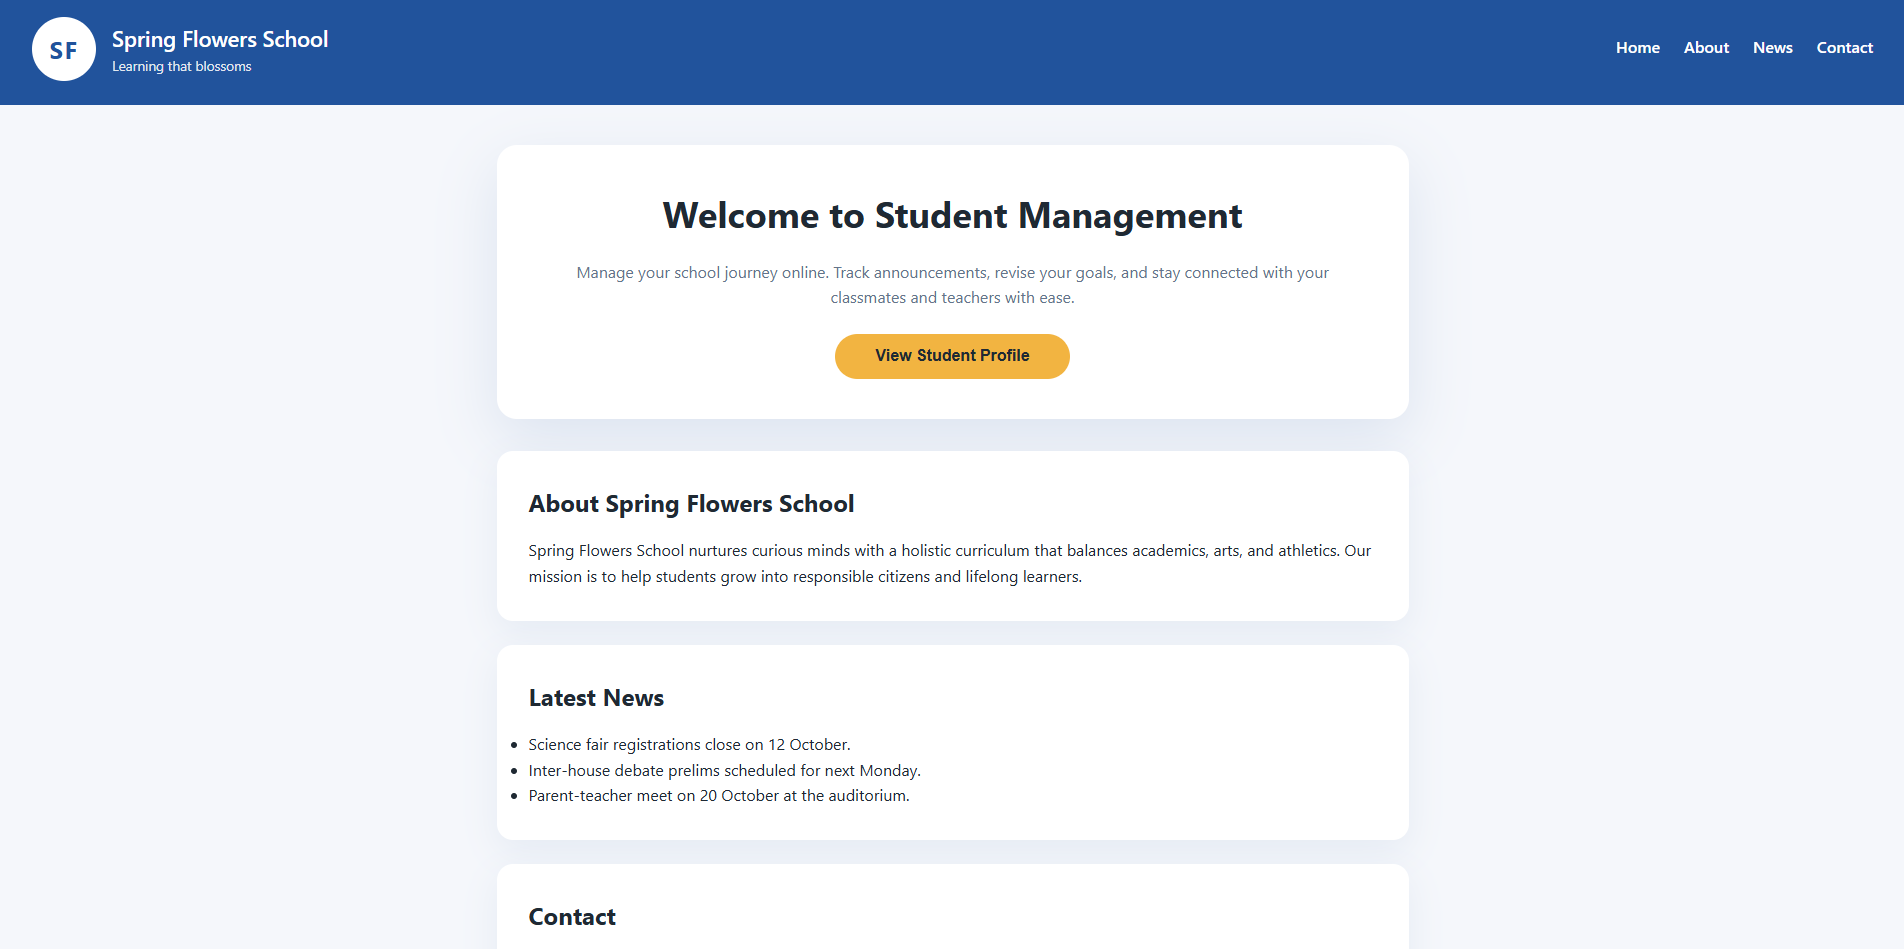 SF
Spring Flowers School
Learning that blossoms
Home About News Contact
Welcome to Student Management
Manage your school journey online. Track announcements, revise your goals, and stay connected with your
classmates and teachers with ease.
View Student Profile
About Spring Flowers School
Spring Flowers School nurtures curious minds with a holistic curriculum that balances academics, arts, and athletics. Our
mission is to help students grow into responsible citizens and lifelong learners.
Latest News
• Science fair registrations close on 12 October.
• Inter-house debate prelims scheduled for next Monday.
• Parent-teacher meet on 20 October at the auditorium.
Contact